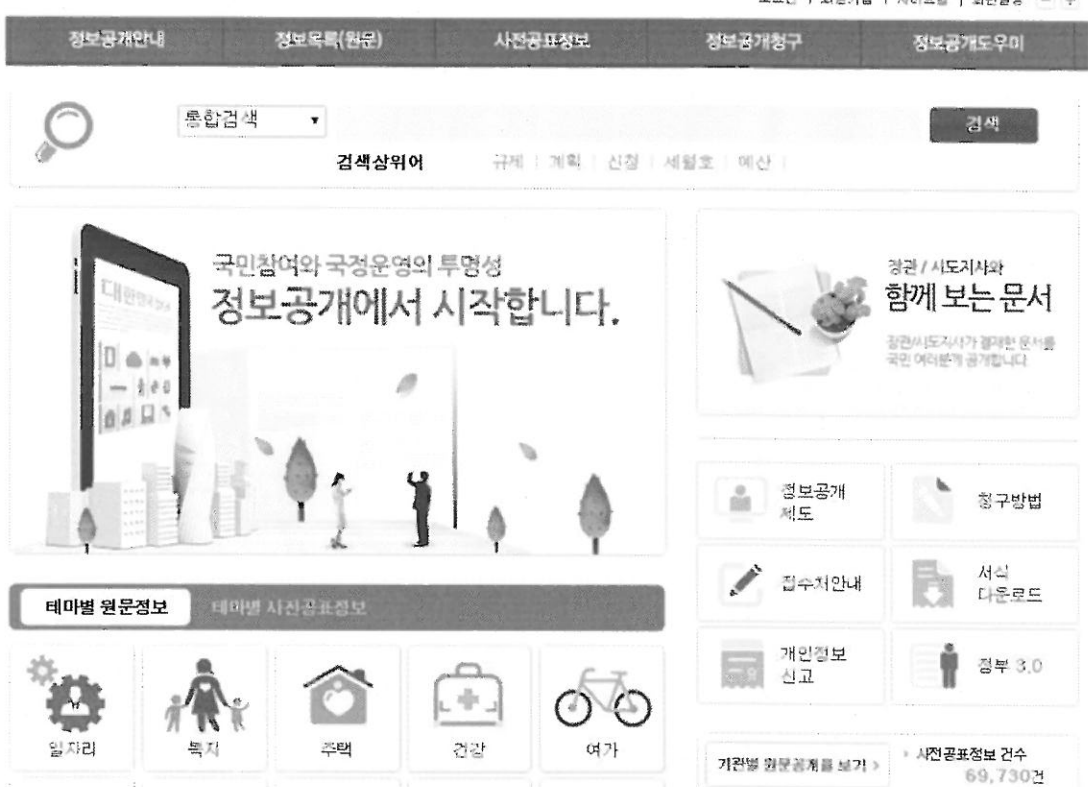 정보공개안내 정보목록(원문) 사전공표정보 정보공개청구 정보공개도우미
통합검색 검색
검색상위어 규제 | 계획 | 신청 | 세월호 | 예산 |
국민참여와 국정운영의 투명성
정보공개에서 시작합니다.
장관 / 시도지사와
함께 보는 문서
장관/시도지사가 결재한 문서를
국민 여러분께 공개합니다
정보공개
제도
청구방법
접수처안내
서식
다운로드
개인정보
신고
정부 3.0
테마별 원문정보 테마별 사전공표정보
일자리 복지 주택 건강 여가
기관별 원문공개율 보기 >
사전공표정보 건수
69,730건